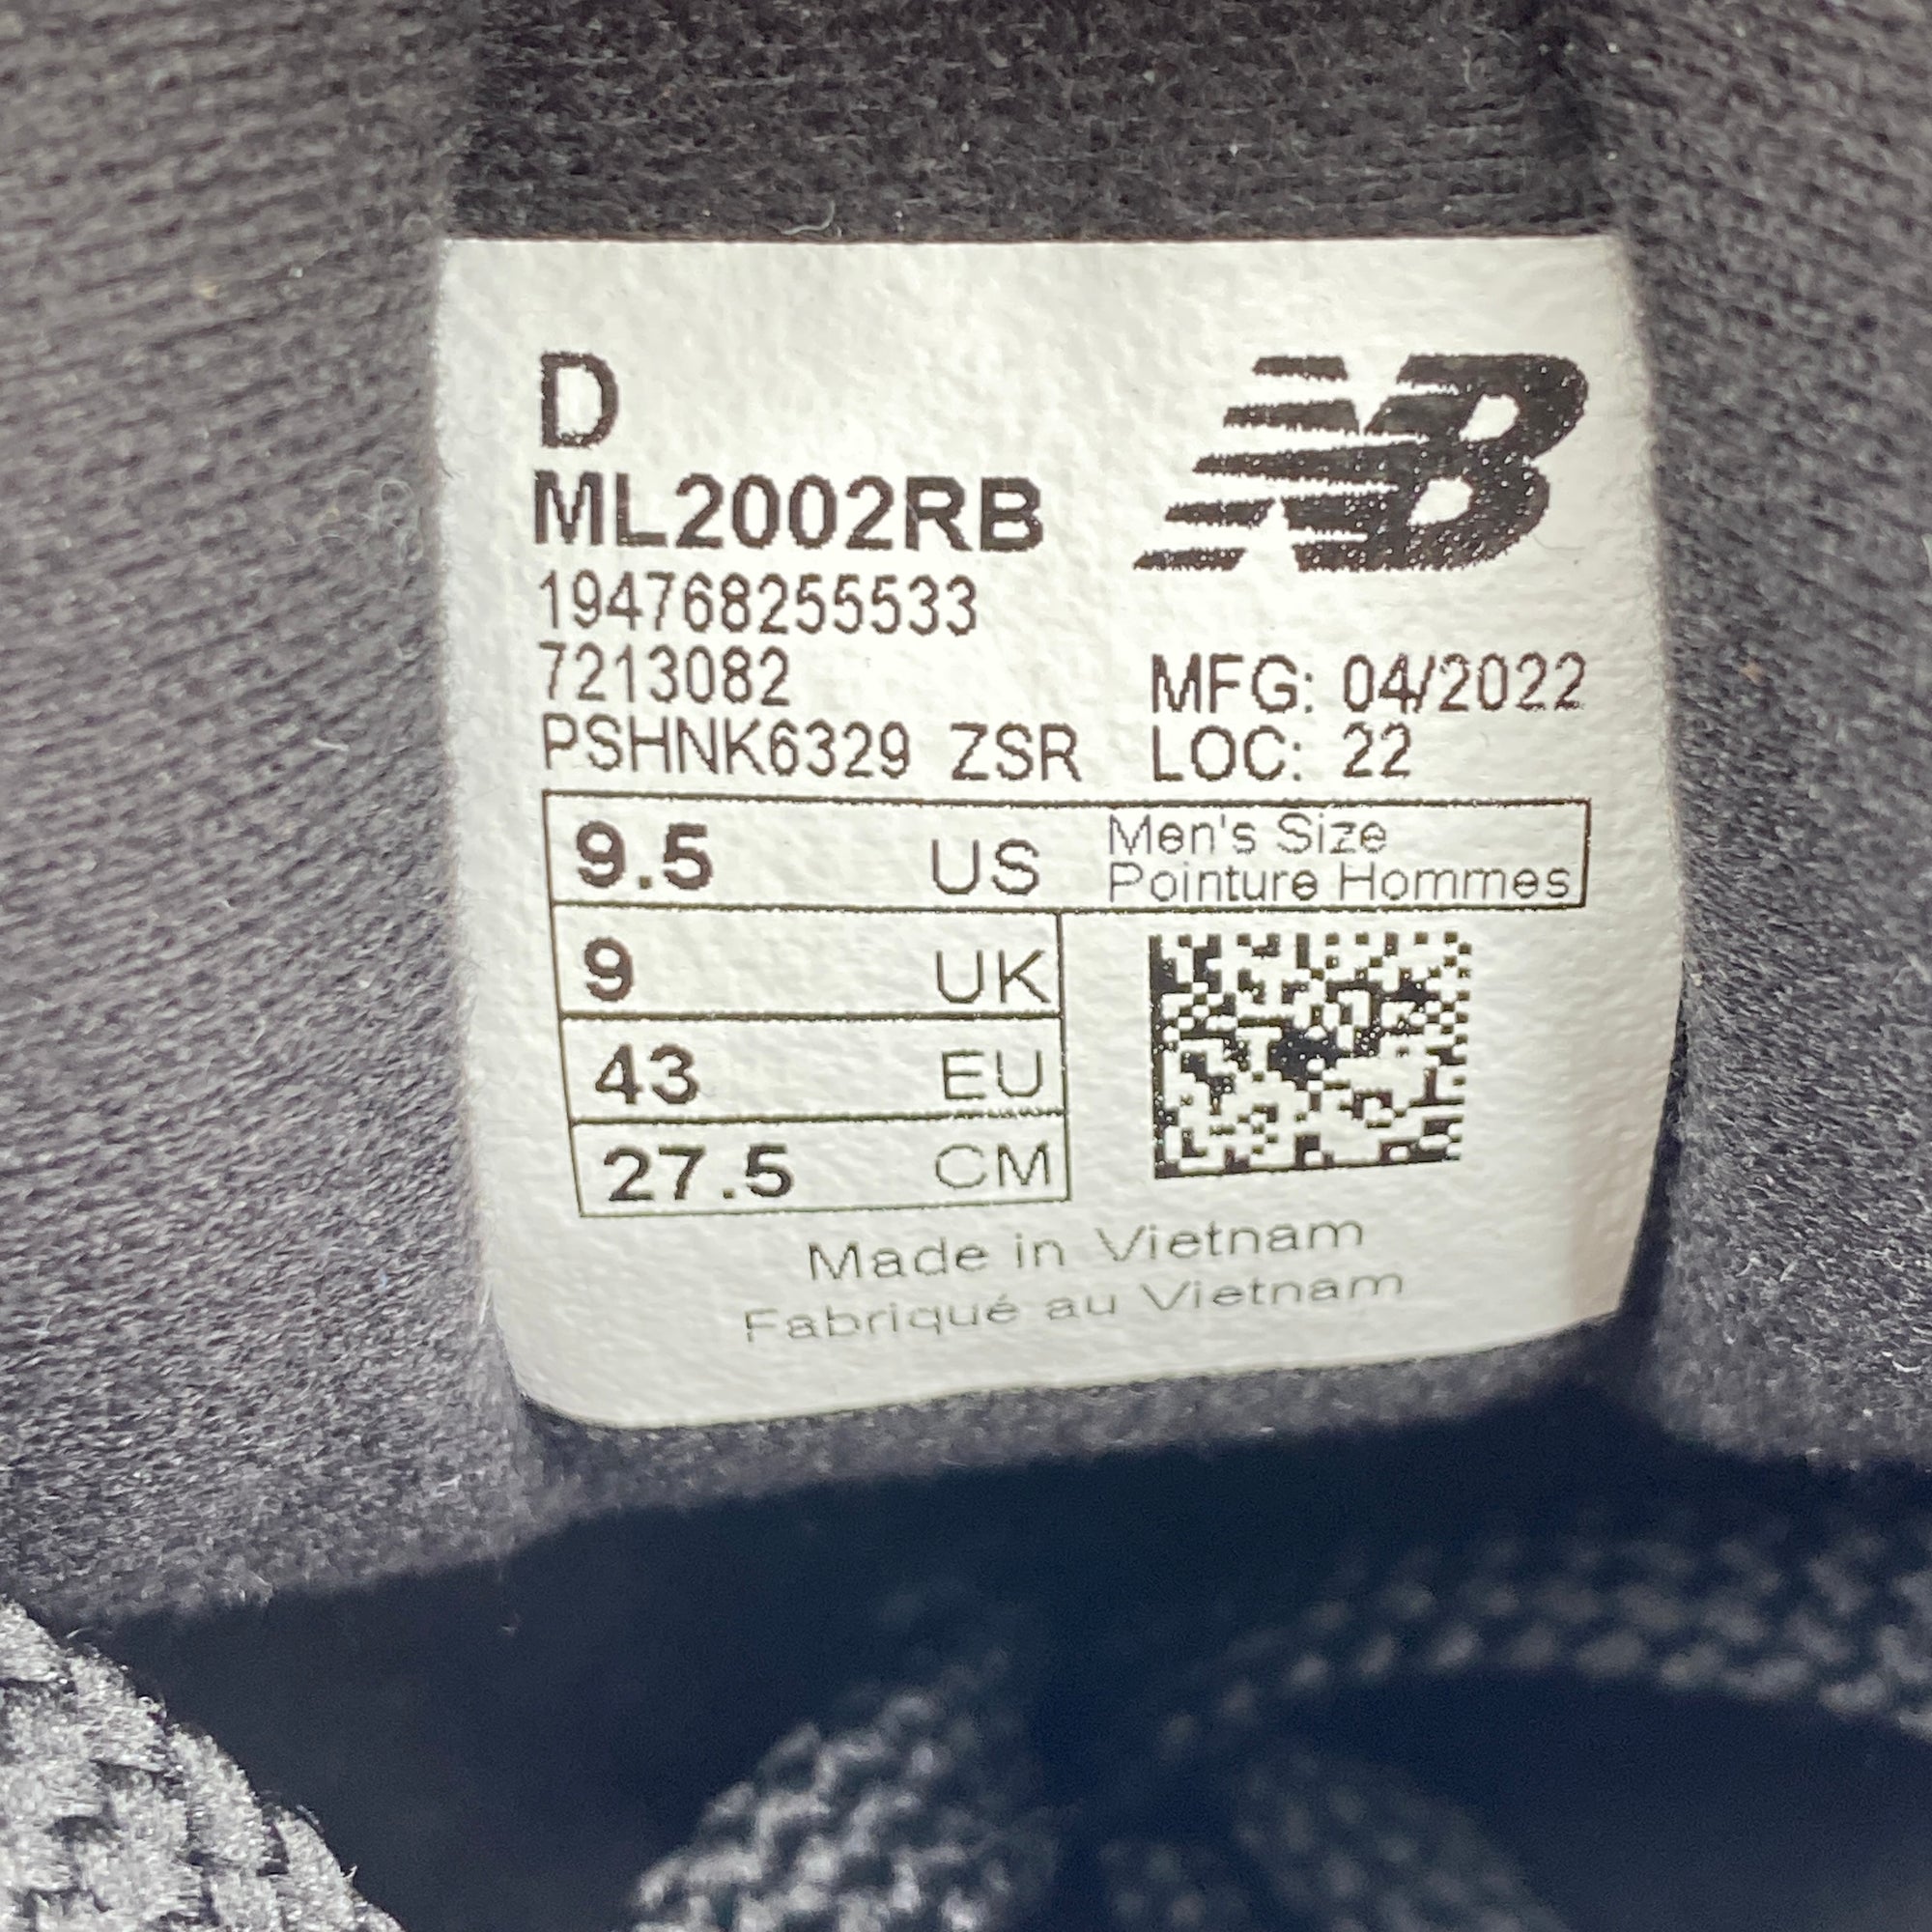 D
NB
ML2002RB
194768255533
7213082
MFG: 04/2022
PSHNK6329 ZSR
LOC: 22
9.5 US
Men's Size
Pointure Hommes
9 UK
43 EU
27.5 CM
Made in Vietnam
Fabriqué au Vietnam